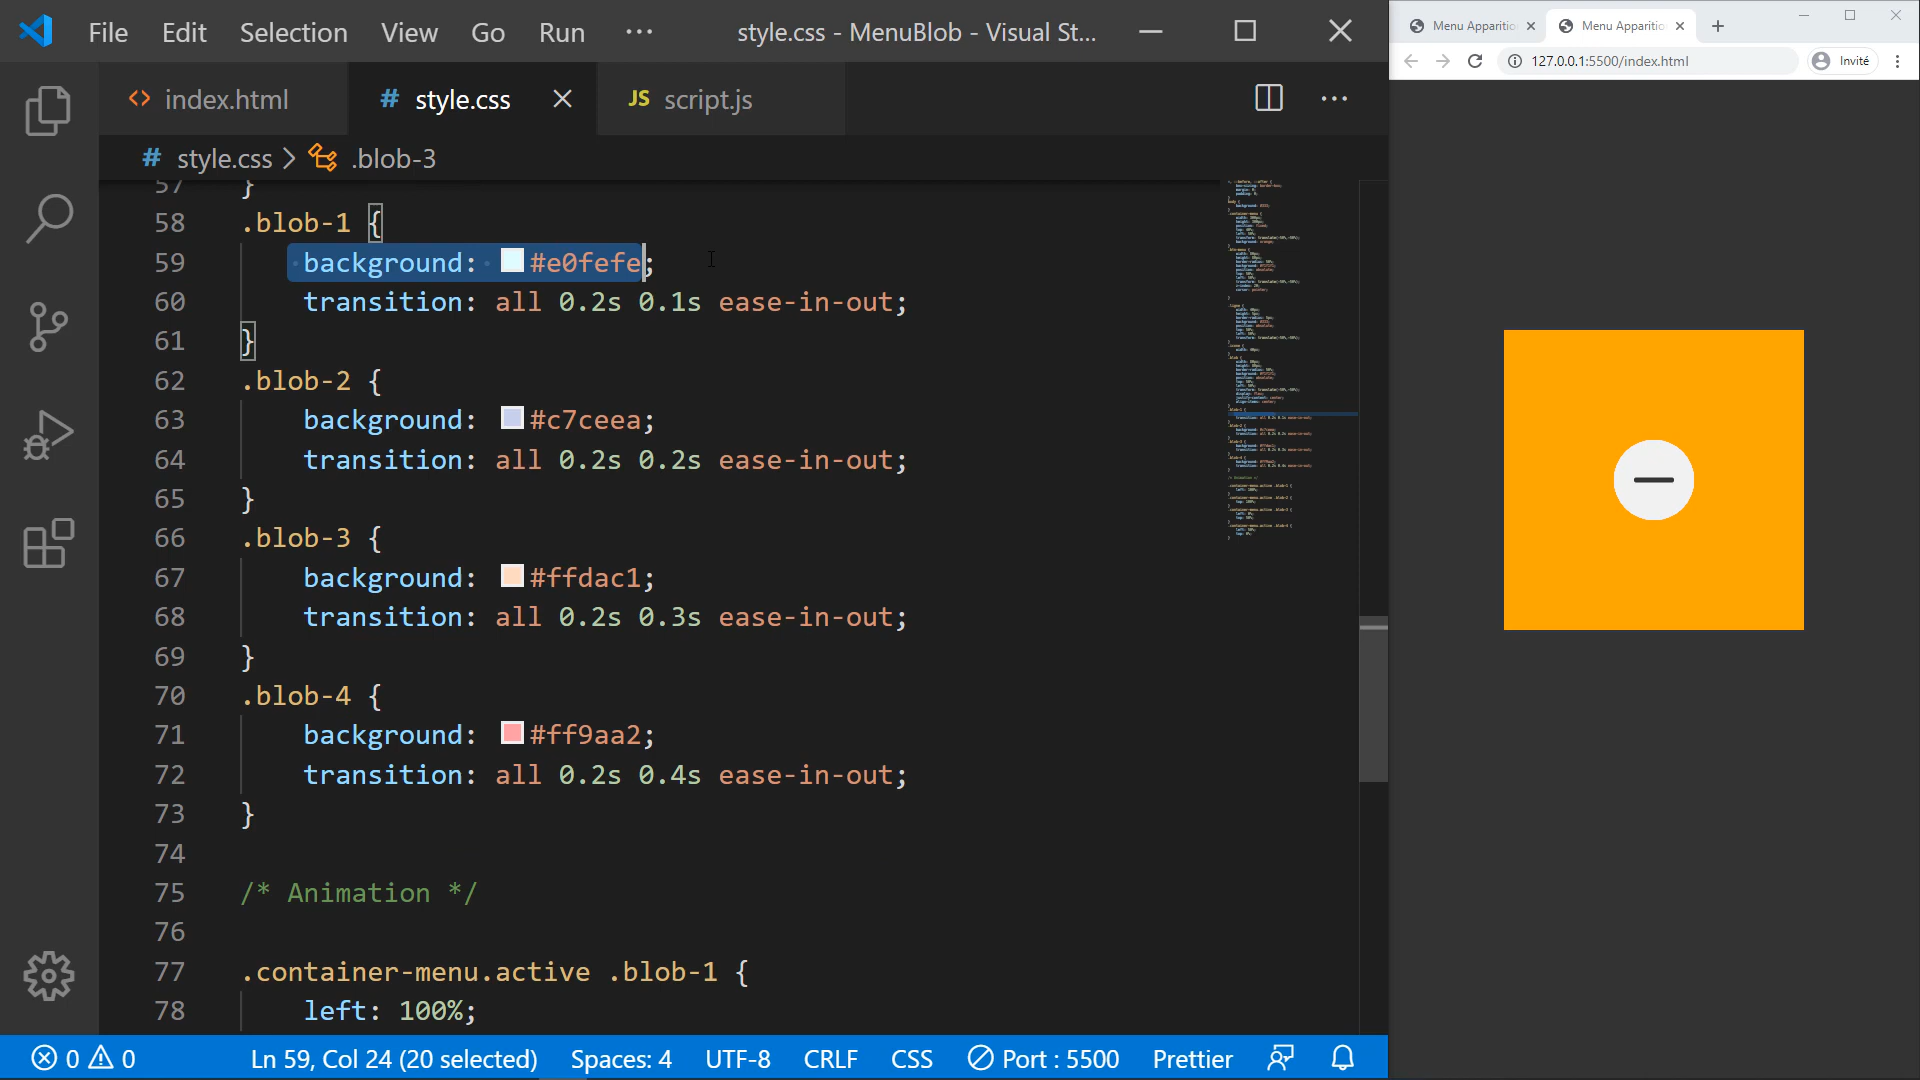 File Edit Selection View Go Run ··· style.css - MenuBlob - Visual St...
index.html # style.css JS script.js
# style.css > .blob-3
57 }
58 .blob-1 {
59 background: #e0fefe;
60 transition: all 0.2s 0.1s ease-in-out;
61 }
62 .blob-2 {
63 background: #c7ceea;
64 transition: all 0.2s 0.2s ease-in-out;
65 }
66 .blob-3 {
67 background: #ffdac1;
68 transition: all 0.2s 0.3s ease-in-out;
69 }
70 .blob-4 {
71 background: #ff9aa2;
72 transition: all 0.2s 0.4s ease-in-out;
73 }
74
75 /* Animation */
76
77 .container-menu.active .blob-1 {
78 left: 100%;
0 0 Ln 59, Col 24 (20 selected) Spaces: 4 UTF-8 CRLF CSS Port : 5500 Prettier
Menu Apparitio Menu Apparitio
127.0.0.1:5500/index.html Invité